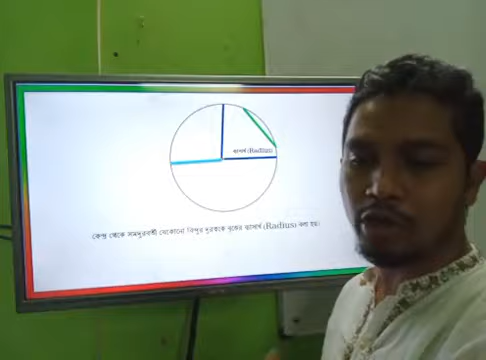 ব্যাসার্ধ (Radius)
কেন্দ্র থেকে সমদূরবর্তী যেকোনো বিন্দুর দূরত্বকে বৃত্তের ব্যাসার্ধ (Radius) বলা হয়।